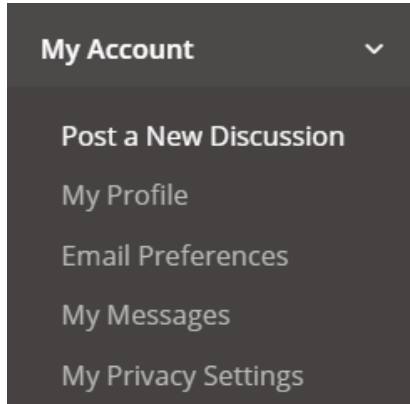 My Account
Post a New Discussion
My Profile
Email Preferences
My Messages
My Privacy Settings